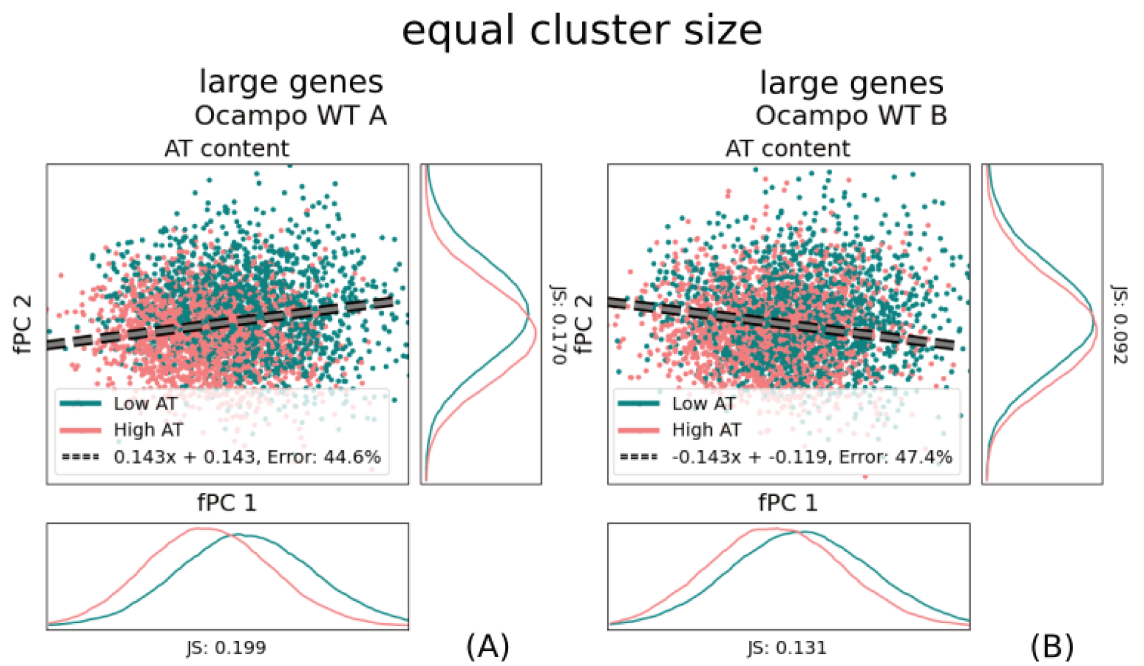 equal cluster size
large genes
Ocampo WT A
AT content
fPC 2
Low AT
High AT
0.143x + 0.143, Error: 44.6%
JS: 0.170
fPC 1
JS: 0.199
(A)
large genes
Ocampo WT B
AT content
fPC 2
Low AT
High AT
-0.143x + -0.119, Error: 47.4%
JS: 0.092
fPC 1
JS: 0.131
(B)